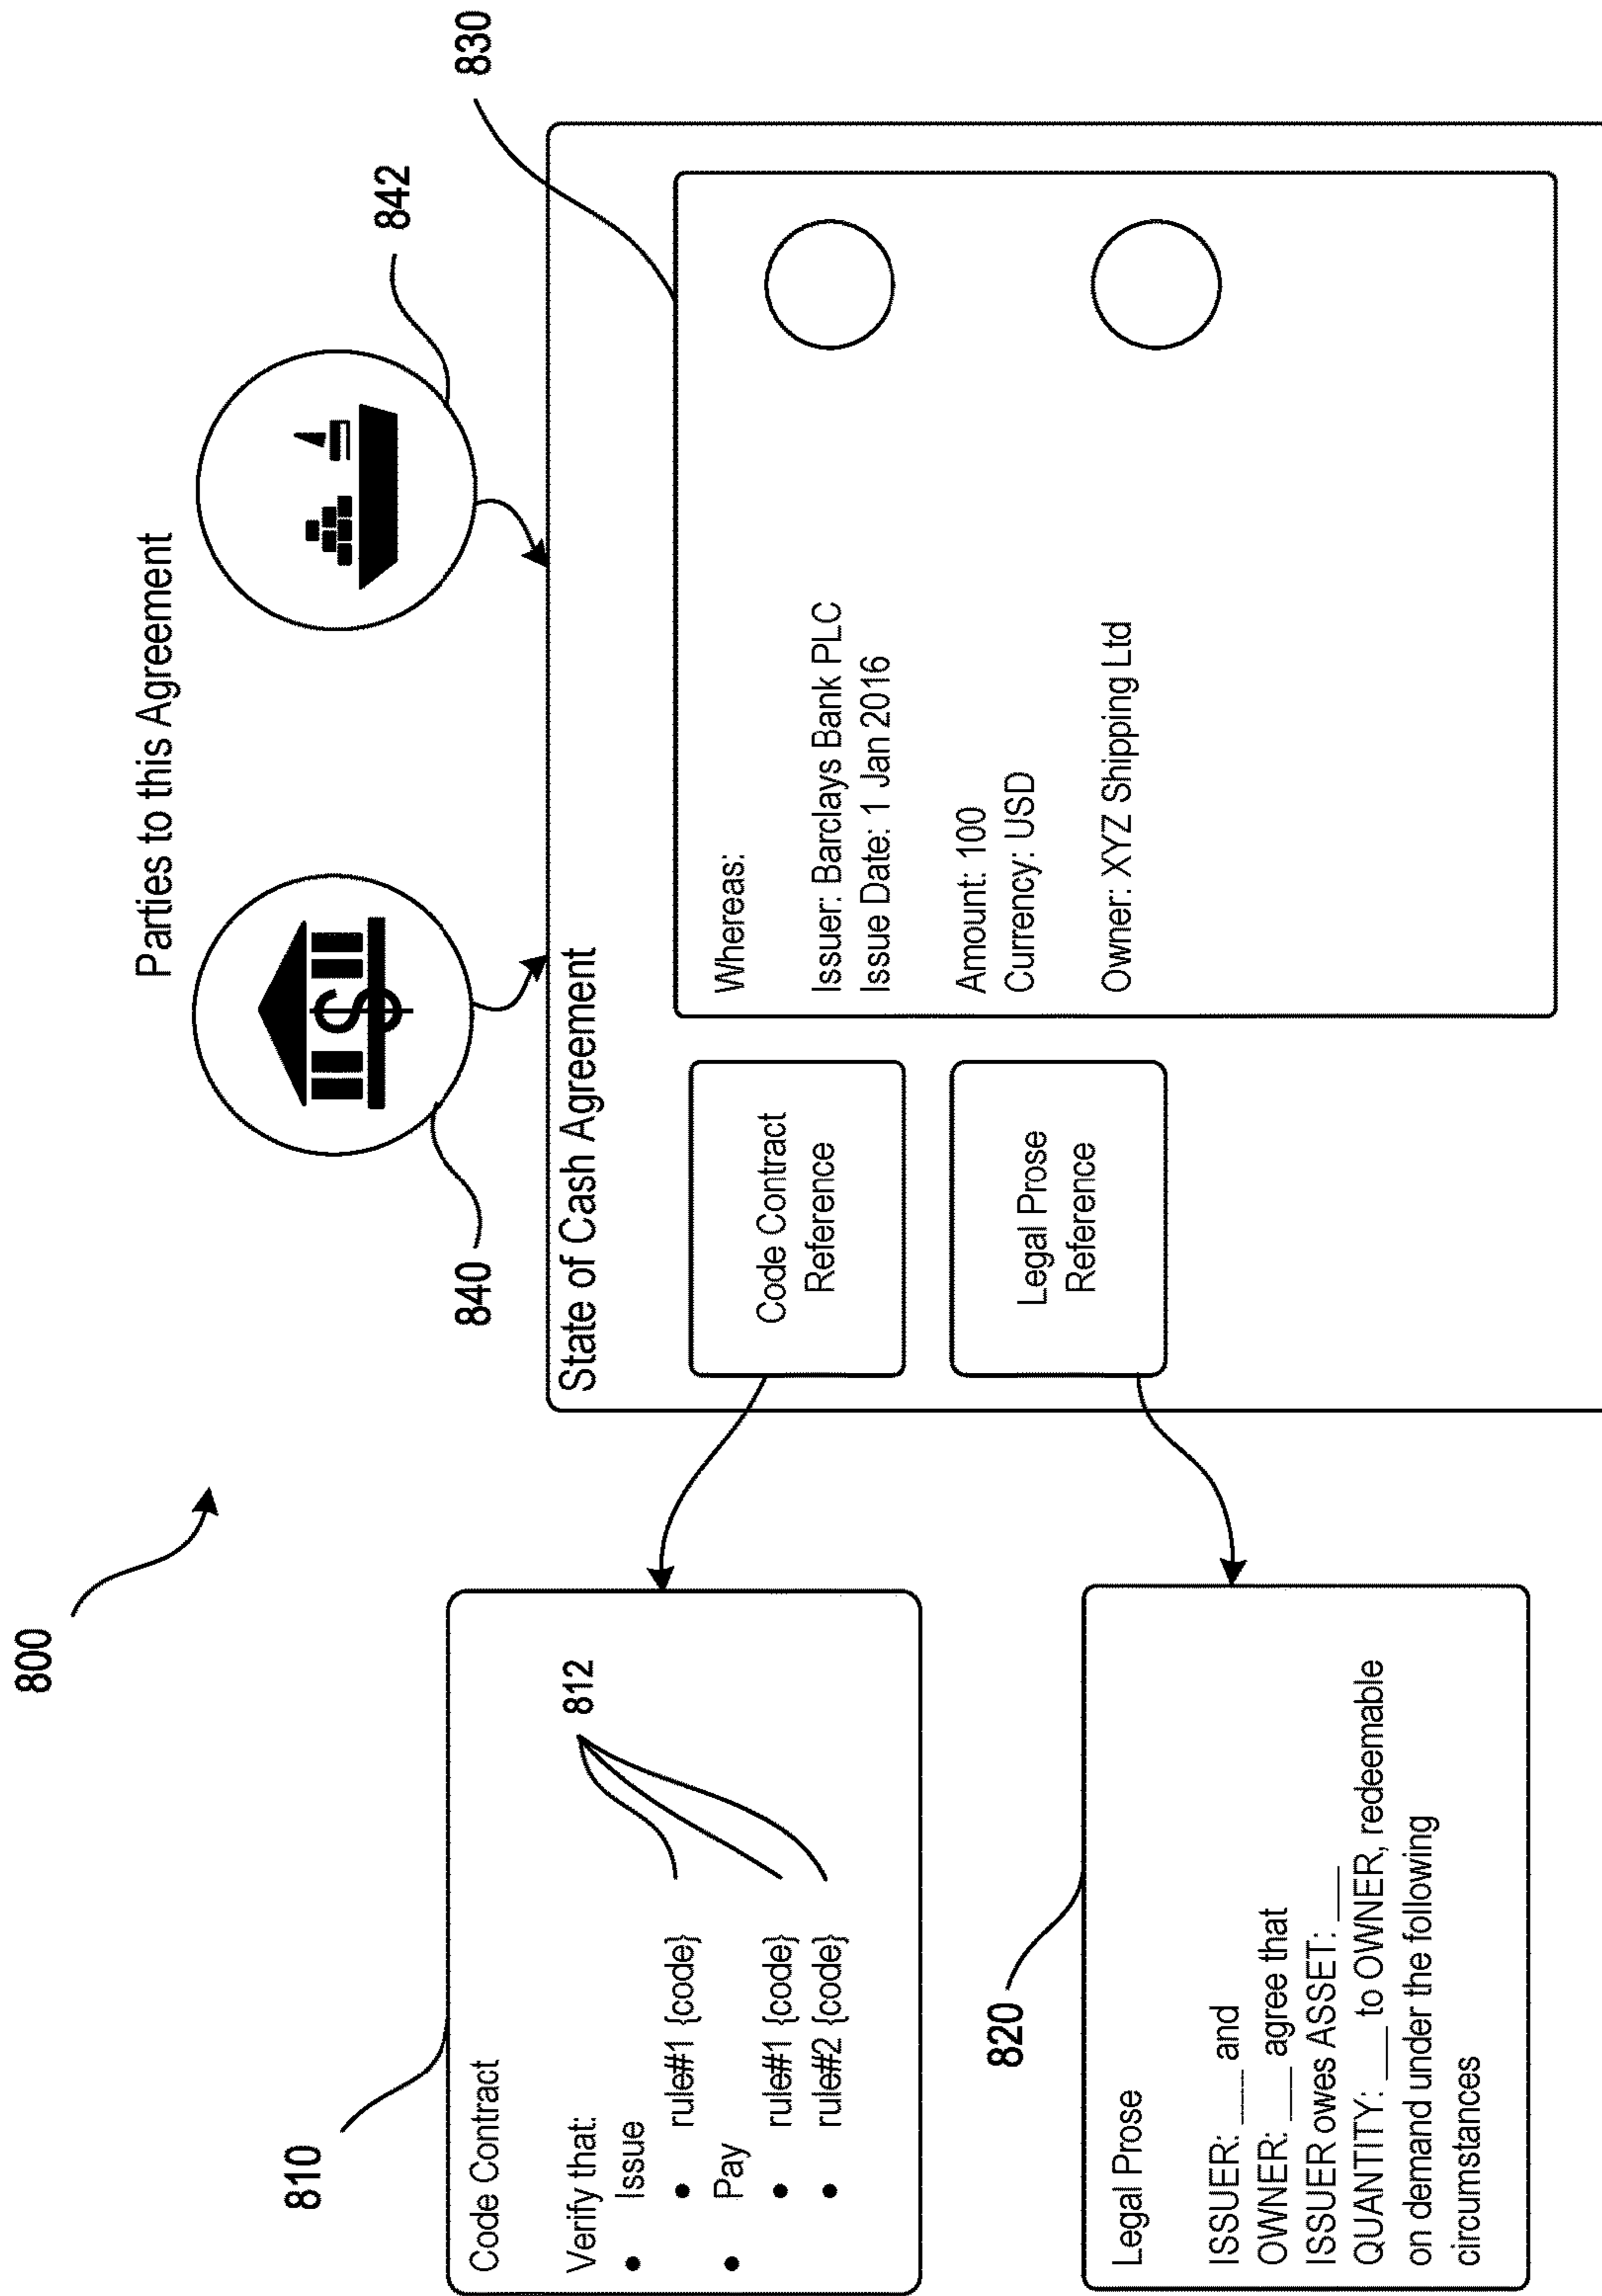 800
Parties to this Agreement
840
842
830
State of Cash Agreement
Code Contract
Reference
Legal Prose
Reference
Whereas:
Issuer: Barclays Bank PLC
Issue Date: 1 Jan 2016
Amount: 100
Currency: USD
Owner: XYZ Shipping Ltd
810
Code Contract
Verify that:
• Issue
• rule#1 {code}
• Pay
• rule#1 {code}
• rule#2 {code}
812
820
Legal Prose
ISSUER: ___ and
OWNER: ___ agree that
ISSUER owes ASSET: ___
QUANTITY: ___ to OWNER, redeemable
on demand under the following
circumstances
$